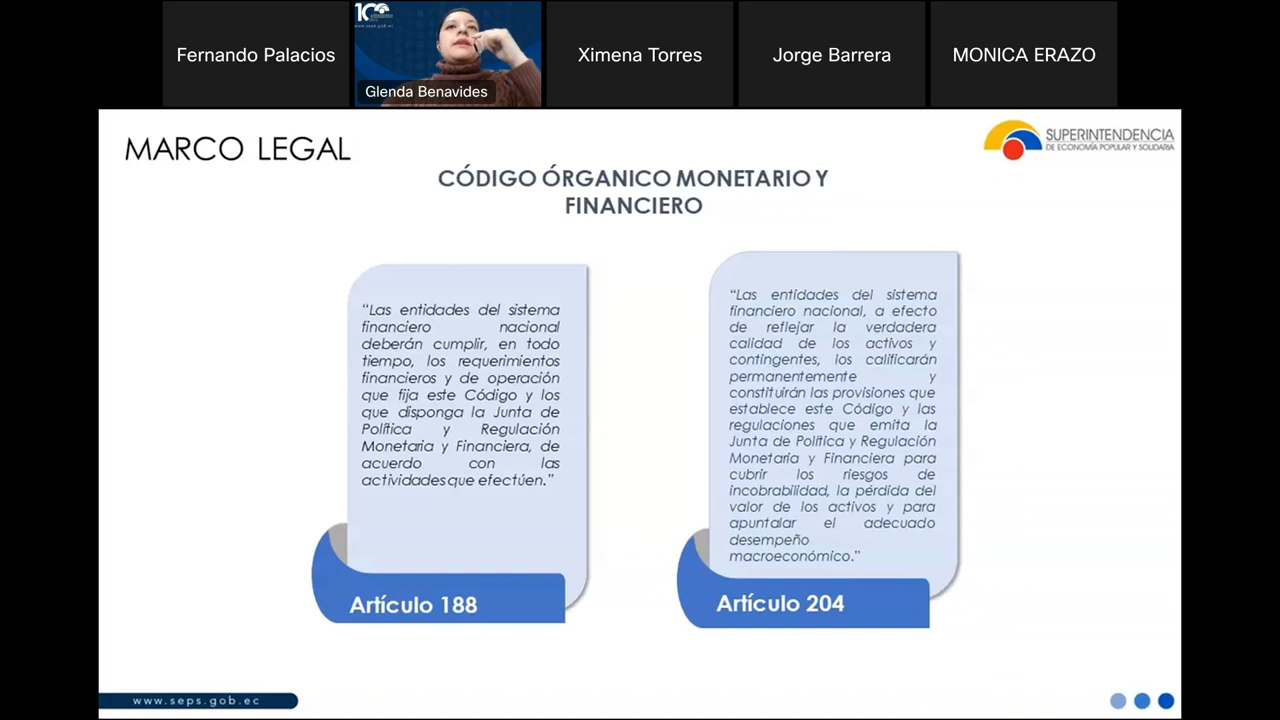 Fernando Palacios
100
www.seps.gob.ec
Glenda Benavides
Ximena Torres
Jorge Barrera
MONICA ERAZO
MARCO LEGAL
SUPERINTENDENCIA
DE ECONOMÍA POPULAR Y SOLIDARIA
CÓDIGO ÓRGANICO MONETARIO Y
FINANCIERO
“Las entidades del sistema
financiero nacional
deberán cumplir, en todo
tiempo, los requerimientos
financieros y de operación
que fija este Código y los
que disponga la Junta de
Política y Regulación
Monetaria y Financiera, de
acuerdo con las
actividades que efectúen.”
Artículo 188
“Las entidades del sistema
financiero nacional, a efecto
de reflejar la verdadera
calidad de los activos y
contingentes, los calificarán
permanentemente y
constituirán las provisiones que
establece este Código y las
regulaciones que emita la
Junta de Política y Regulación
Monetaria y Financiera para
cubrir los riesgos de
incobrabilidad, la pérdida del
valor de los activos y para
apuntalar el adecuado
desempeño
macroeconómico.”
Artículo 204
www.seps.gob.ec